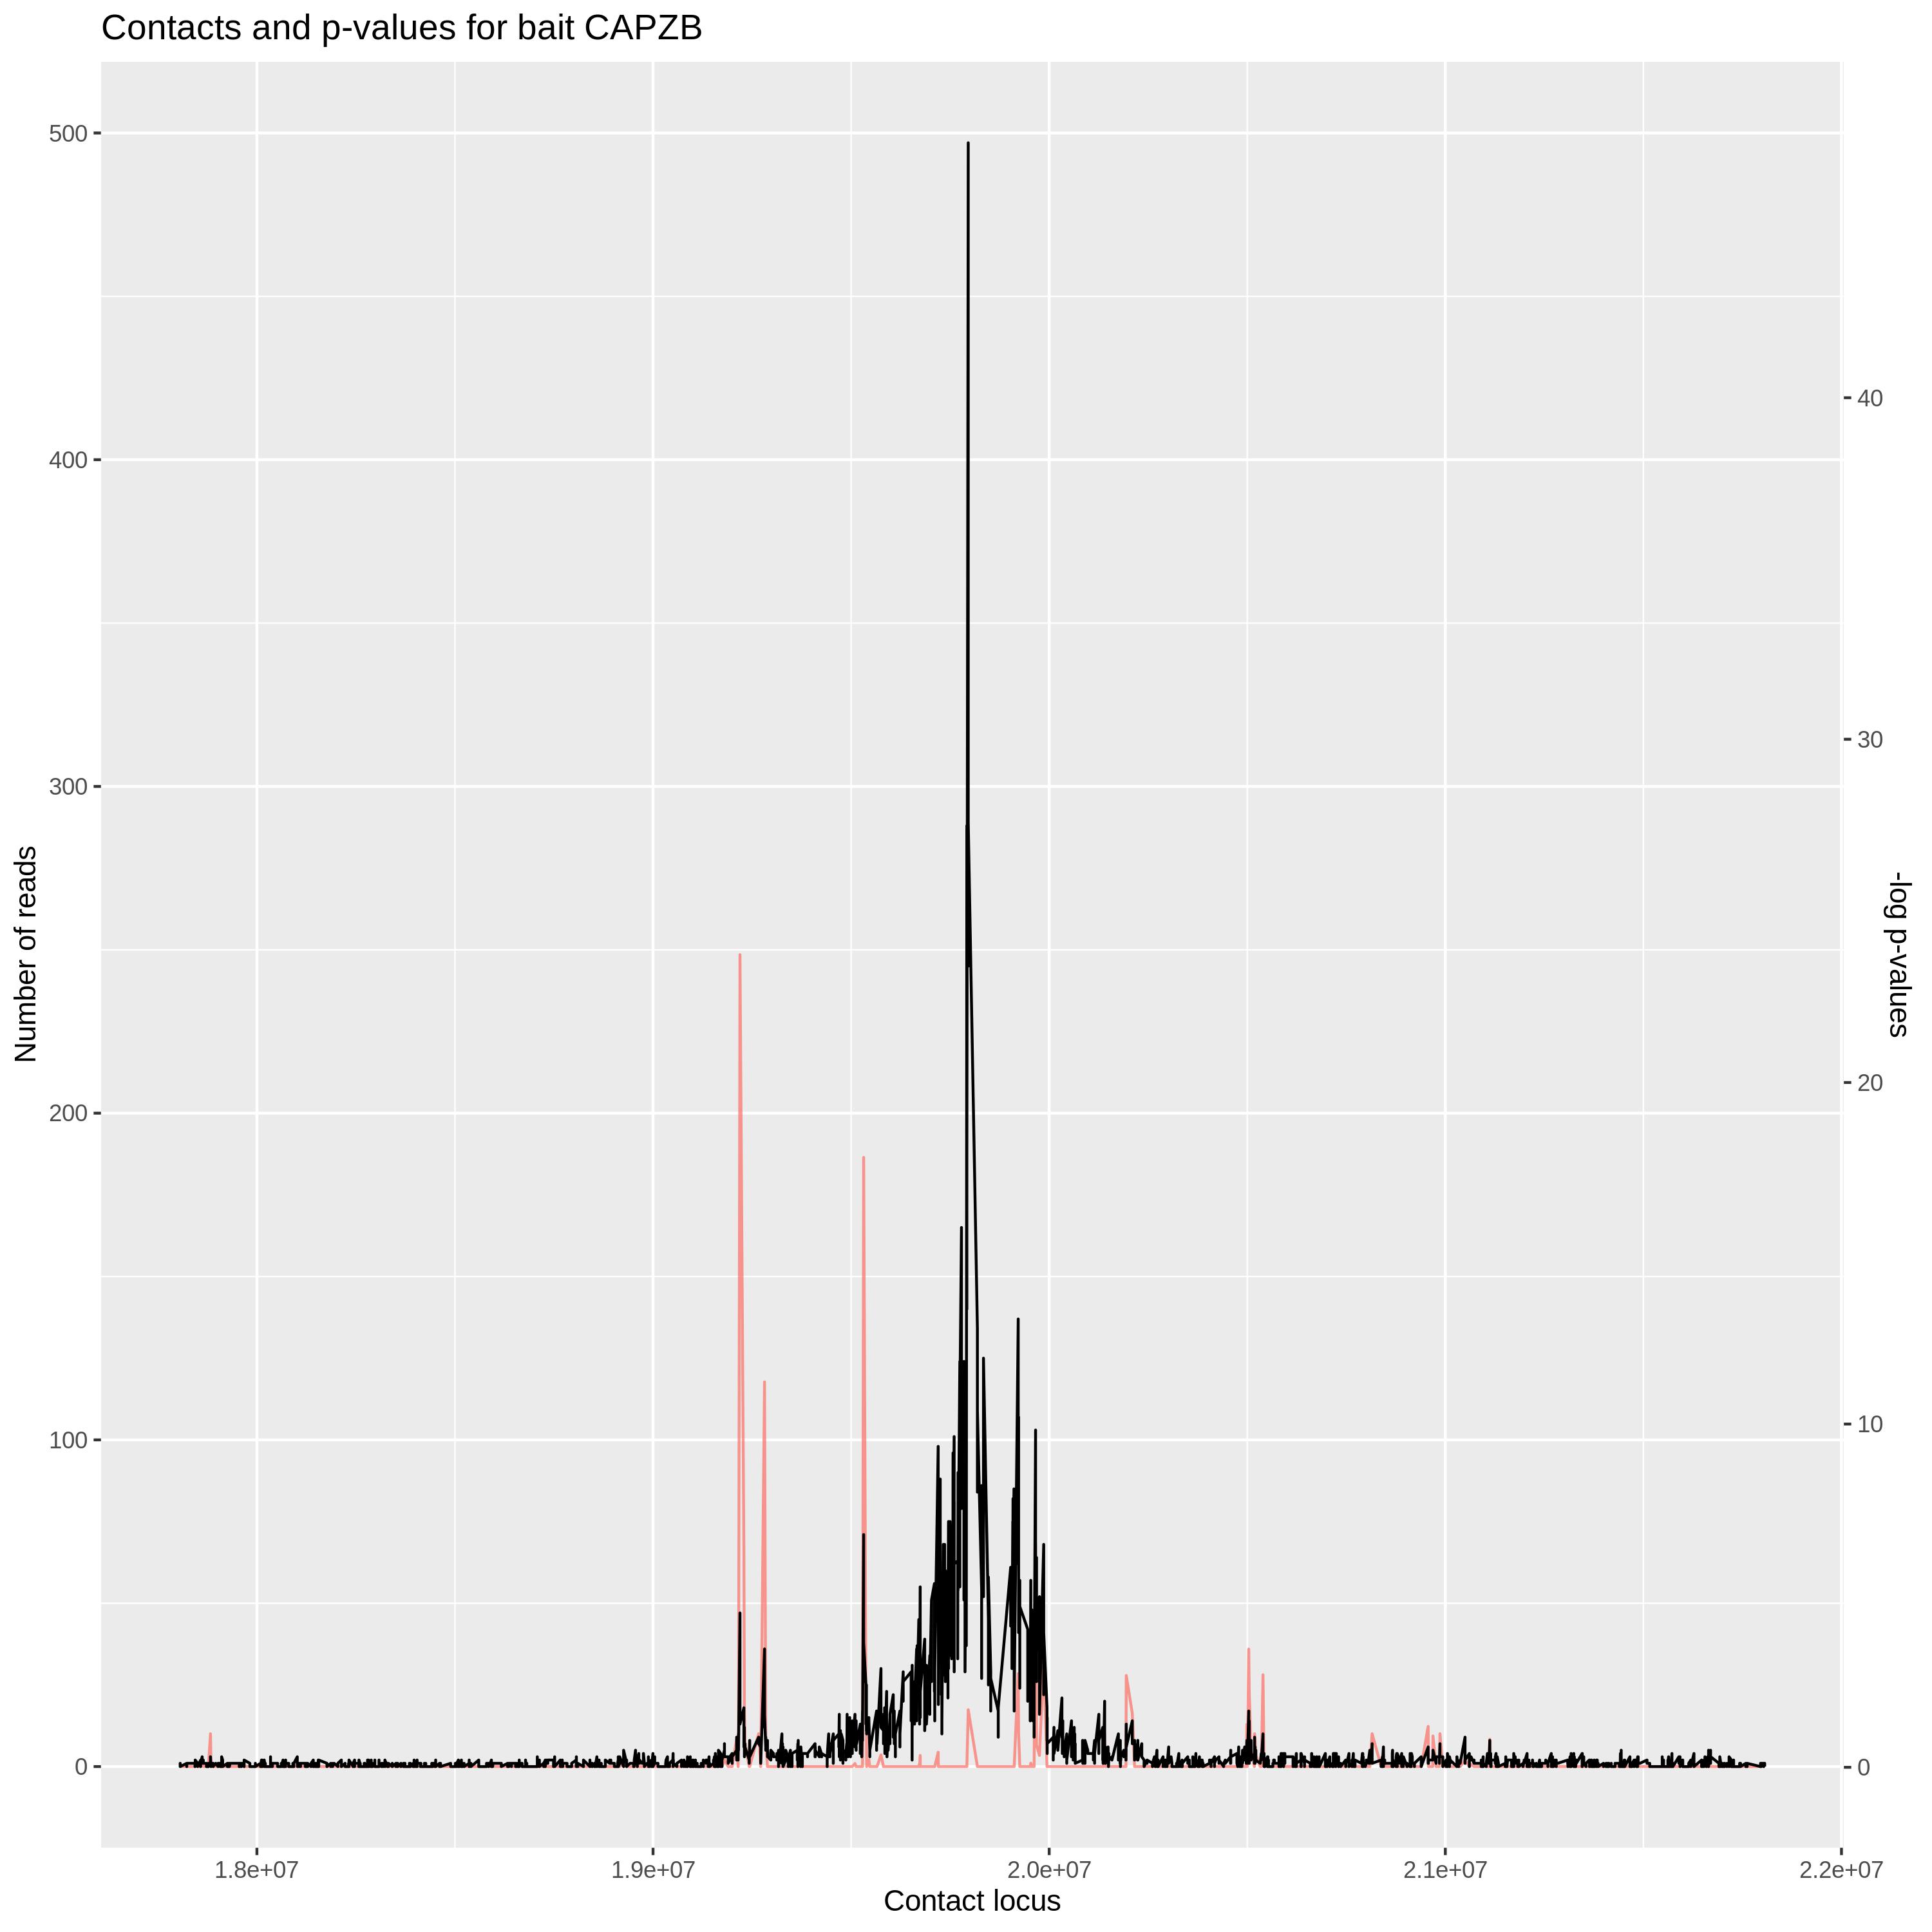 Contacts and p-values for bait CAPZB
500
400
300
200
100
0
Number of reads
40
30
20
10
0
-log p-values
1.8e+07 1.9e+07 2.0e+07 2.1e+07 2.2e+07
Contact locus